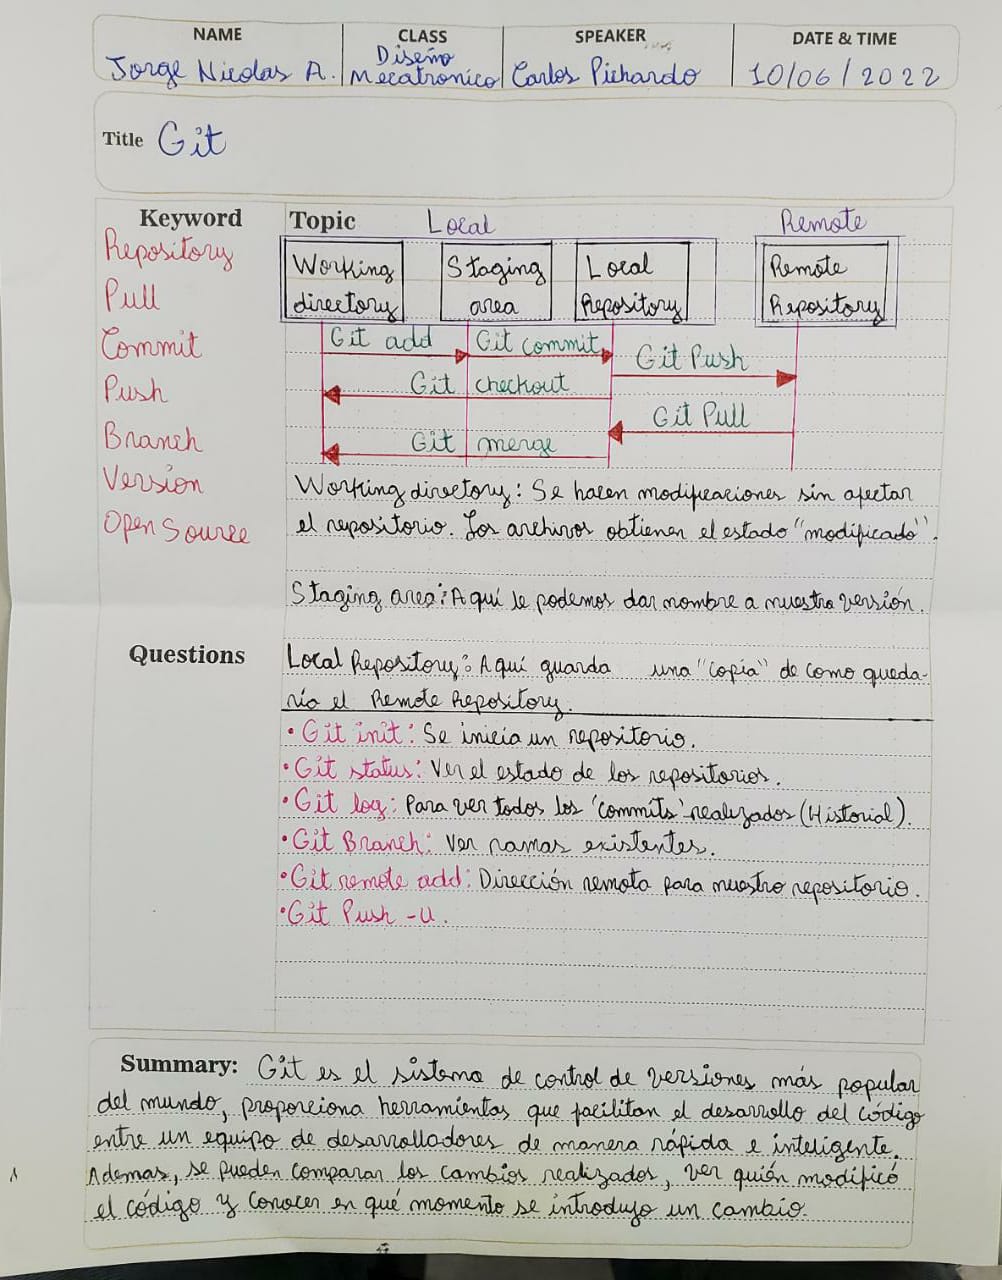 NAME CLASS SPEAKER DATE & TIME
Jorge Nicolas A. Diseño Mecatronico Carlos Pichardo 10/06/2022
Title Git
Keyword Topic Local Remote
Repository
Pull
Commit
Push
Branch
Version
Open Source
Working directory
Staging area
Local Repository
Remote Repository
Git add Git commit
Git Push
Git checkout
Git Pull
Git merge
Working directory: Se hacen modificaciones sin afectar
el repositorio. Los archivos obtienen el estado "modificado".
Staging area: Aquí le podemos dar nombre a nuestra versión.
Questions
Local Repository: Aquí guarda una "copia" de como queda-
ría el Remote Repository.
• Git init: Se inicia un repositorio.
• Git status: Ver el estado de los repositorios.
• Git log: Para ver todos los 'commits' realizados (Historial).
• Git Branch: Ver ramas existentes.
• Git remote add: Dirección remota para nuestro repositorio.
• Git Push -u.
Summary: Git es el sistema de control de versiones más popular
del mundo, proporciona herramientas que facilitan el desarrollo del código
entre un equipo de desarrolladores de manera rápida e inteligente.
Ademas, se pueden comparar los cambios realizados, ver quién modificó
el código y conocer en qué momento se introdujo un cambio.